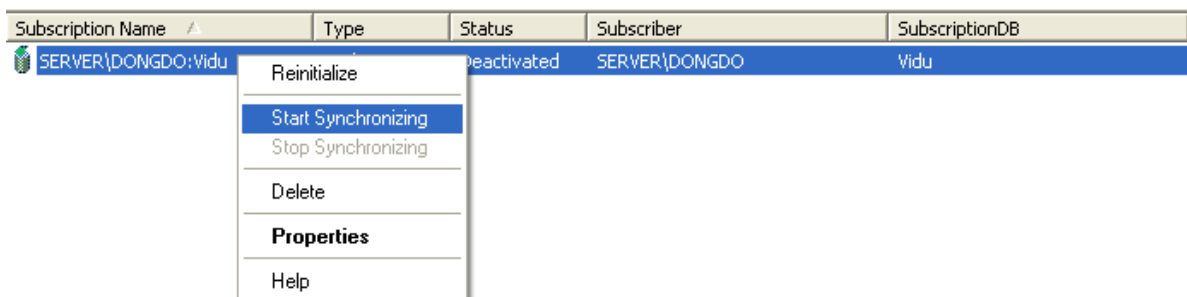 Subscription Name Type Status Subscriber SubscriptionDB
SERVER\DONGDO:Vidu Deactivated SERVER\DONGDO Vidu
Reinitialize
Start Synchronizing
Stop Synchronizing
Delete
Properties
Help